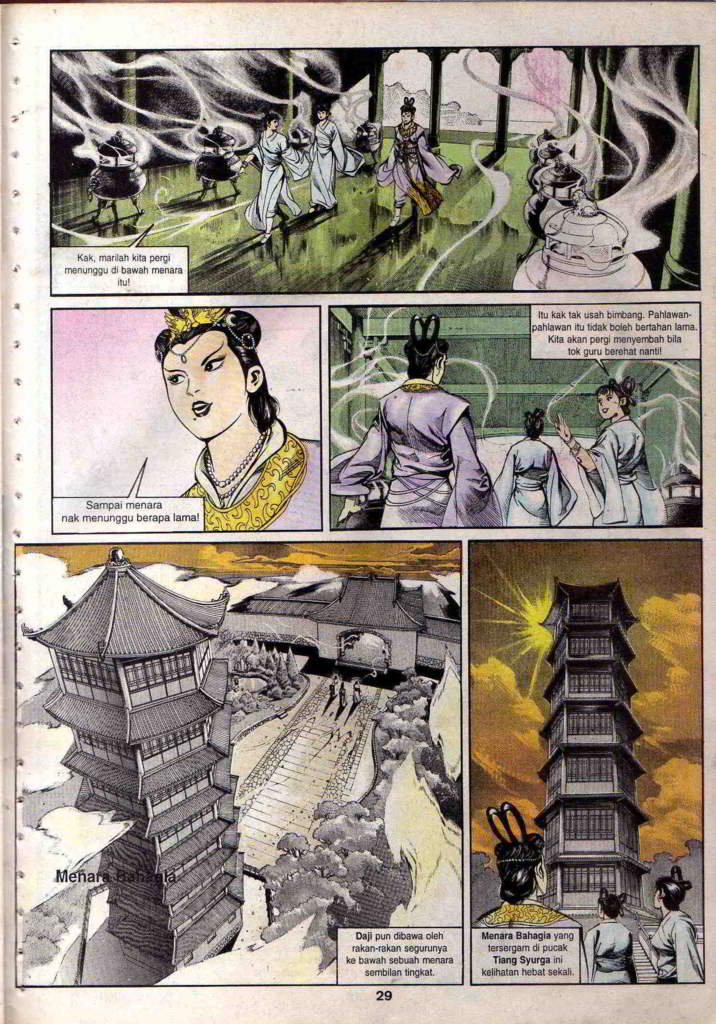 Kak, marilah kita pergi
menunggu di bawah menara
itu!
Sampai menara
nak menunggu berapa lama!
Itu kak tak usah bimbang. Pahlawan-
pahlawan itu tidak boleh bertahan lama.
Kita akan pergi menyembah bila
tok guru berehat nanti!
Menara Bahagia
Daji pun dibawa oleh
rakan-rakan segurunya
ke bawah sebuah menara
sembilan tingkat.
Menara Bahagia yang
tersergam di pucak
Tiang Syurga ini
kelihatan hebat sekali.
29